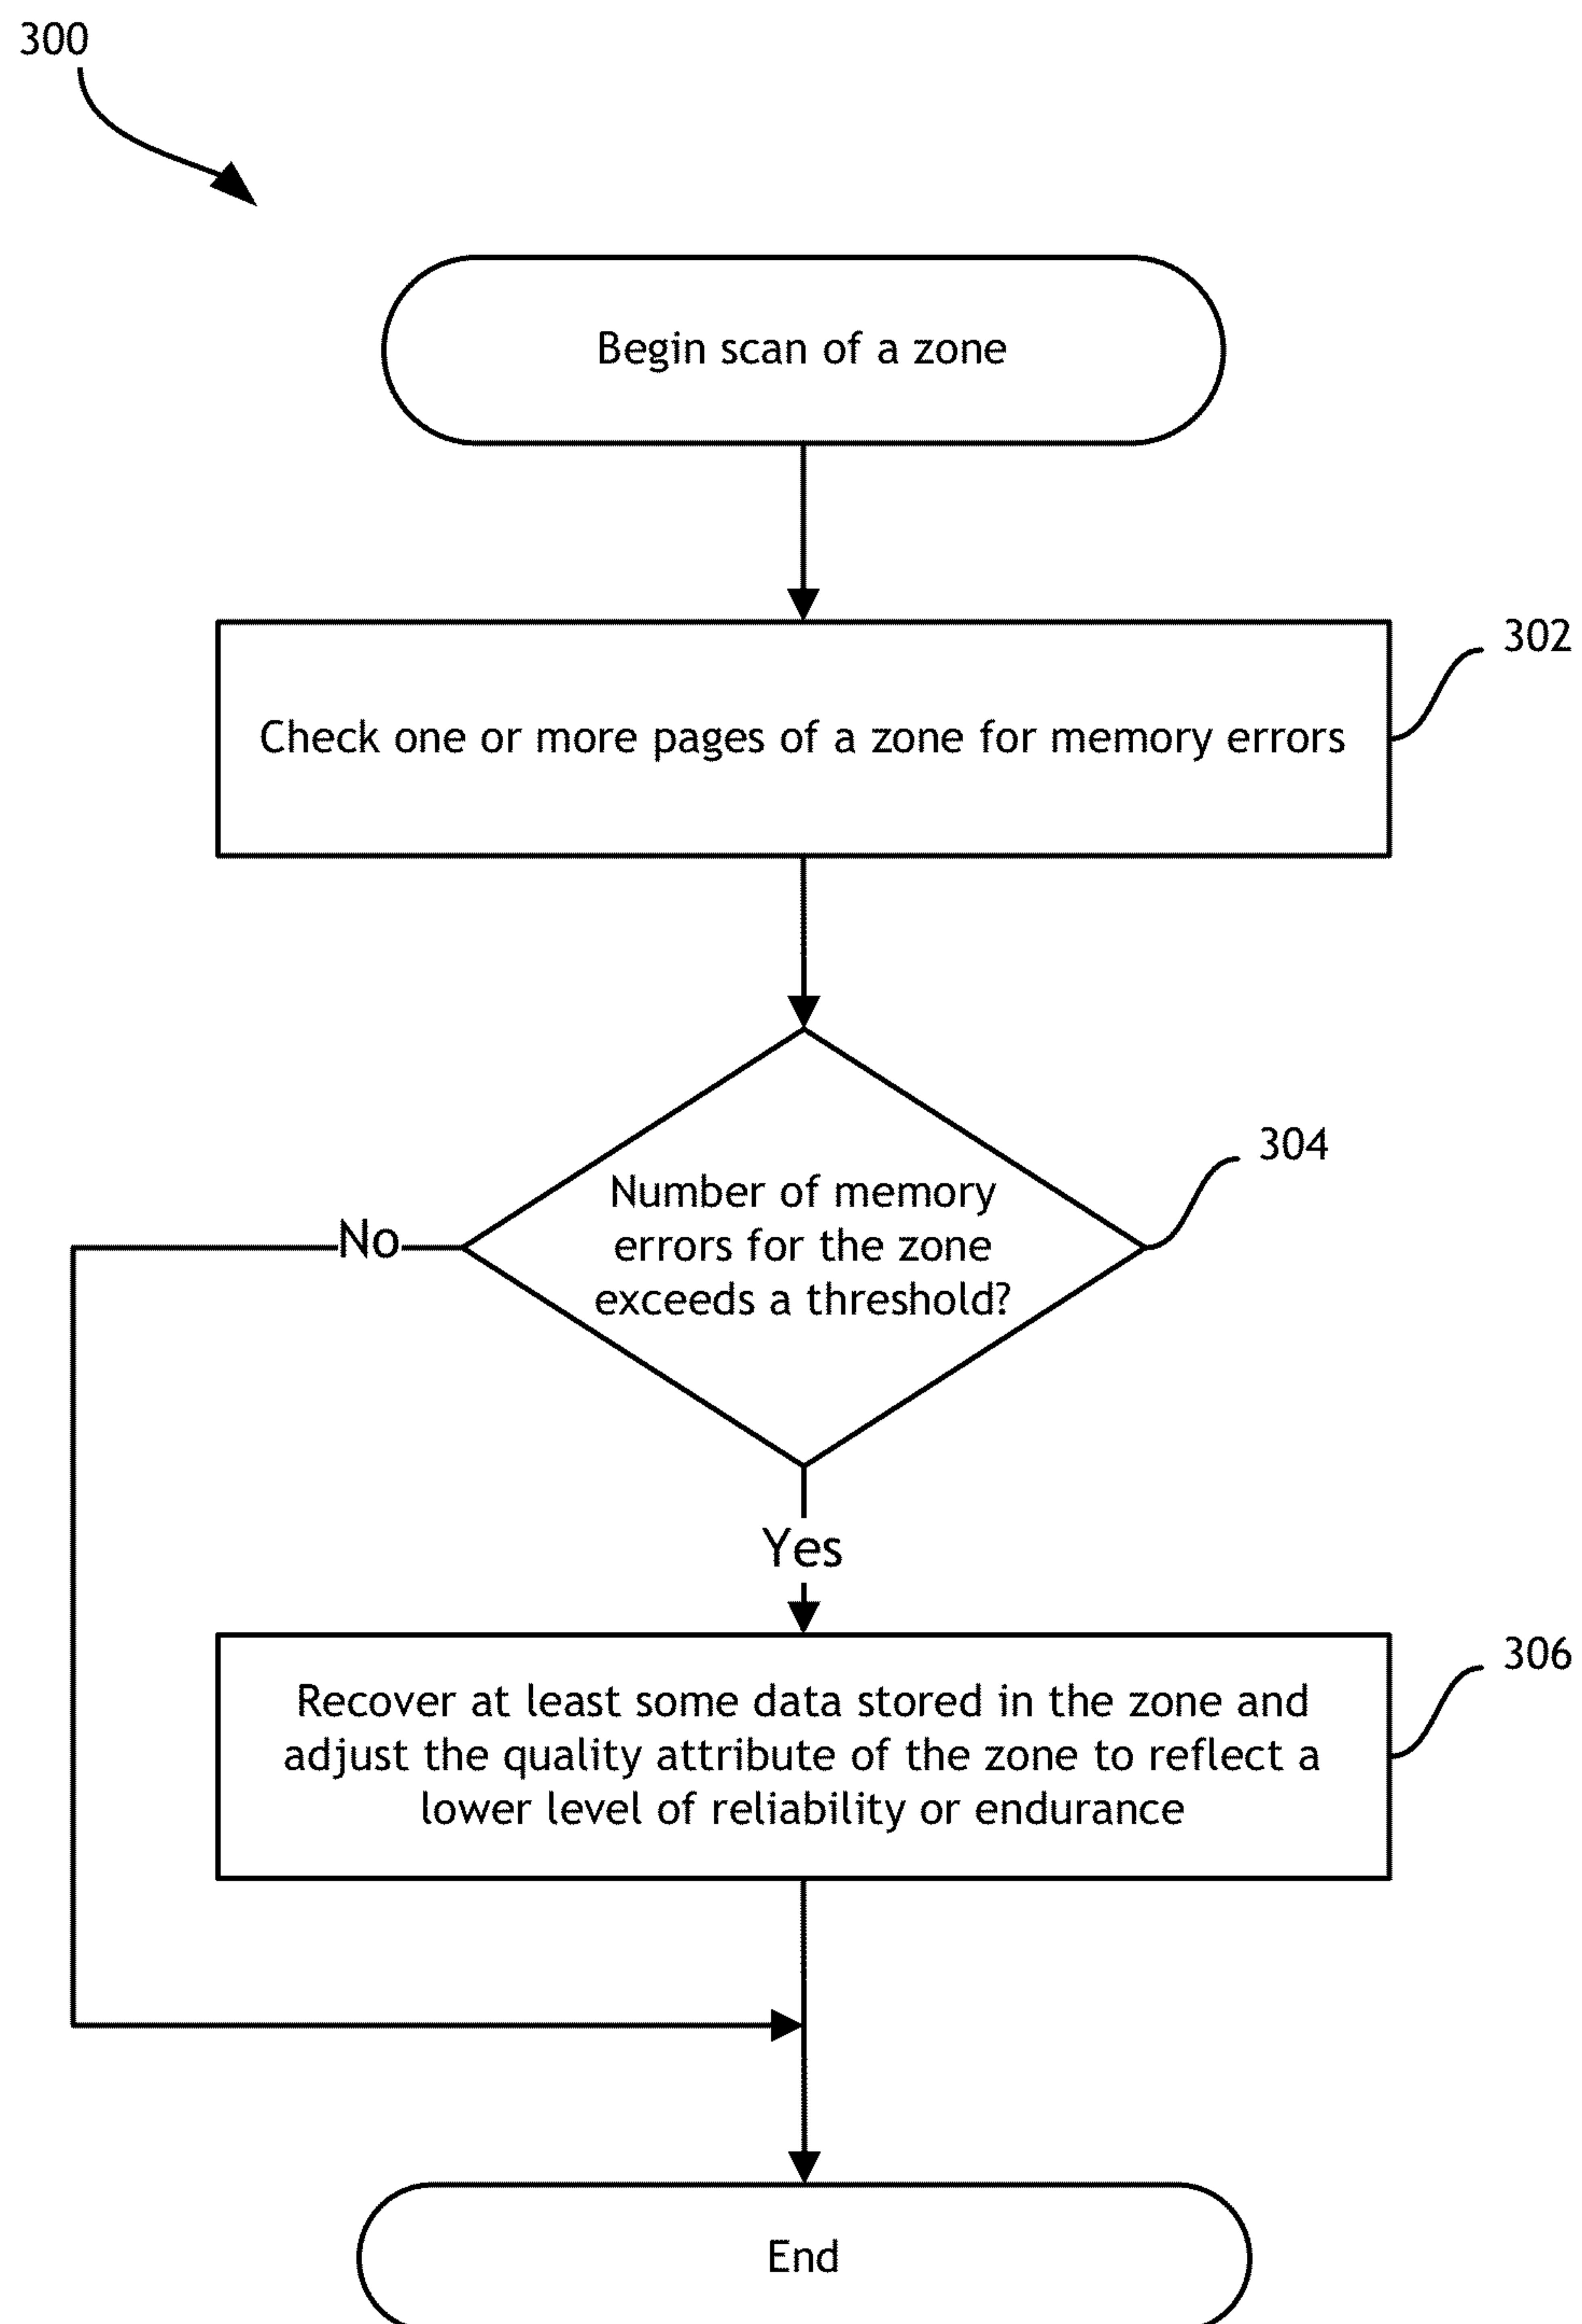 300
Begin scan of a zone
302
Check one or more pages of a zone for memory errors
304
Number of memory
errors for the zone
exceeds a threshold?
No
Yes
306
Recover at least some data stored in the zone and
adjust the quality attribute of the zone to reflect a
lower level of reliability or endurance
End